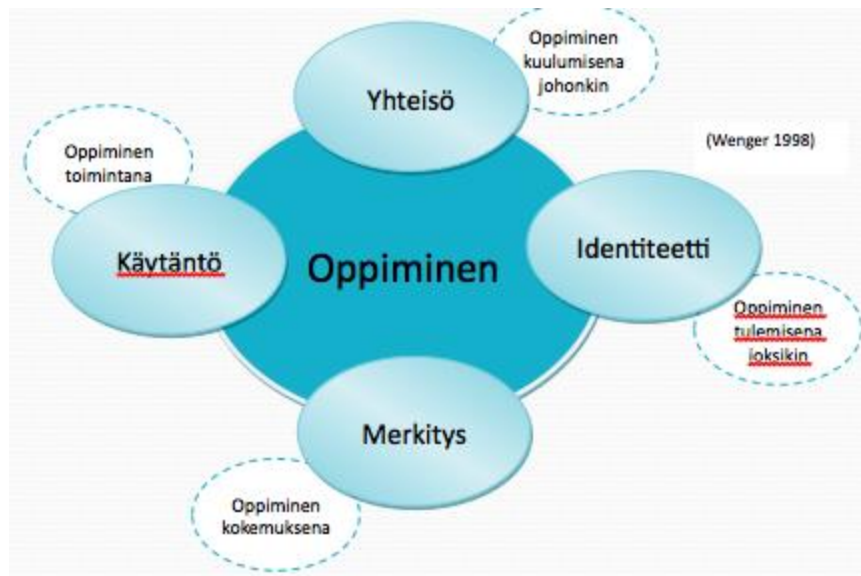 Oppiminen
kuulumisena
johonkin
Yhteisö
(Wenger 1998)
Oppiminen
toimintana
Käytäntö
Oppiminen
Identiteetti
Oppiminen
tulemisena
joksikin
Merkitys
Oppiminen
kokemuksena